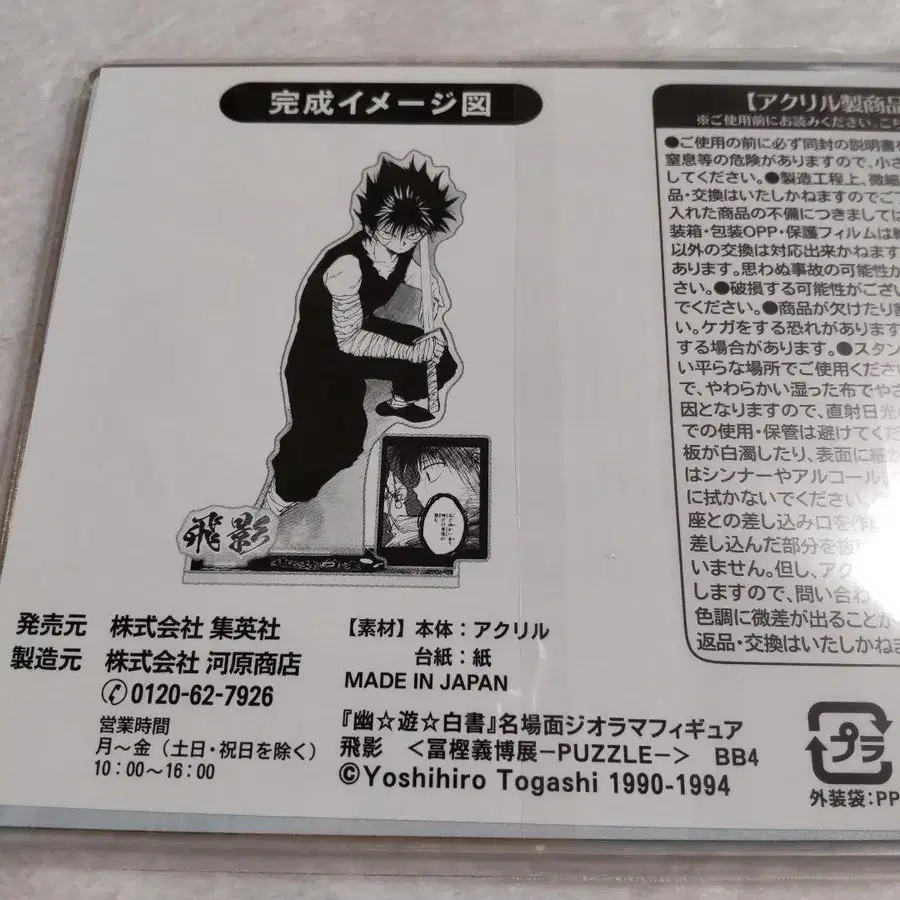 完成イメージ図
飛影
発売元 株式会社 集英社
製造元 株式会社 河原商店
0120-62-7926
営業時間
月〜金（土日・祝日を除く）
10：00〜16：00
【素材】本体：アクリル
台紙：紙
MADE IN JAPAN
『幽☆遊☆白書』名場面ジオラマフィギュア
飛影 ＜冨樫義博展−PUZZLE−＞ BB4
©Yoshihiro Togashi 1990-1994
【アクリル製商品
※ご使用前にお読みください。こち
●ご使用の前に必ず同封の説明書を
窒息等の危険がありますので、小さ
してください。●製造工程上、微細
品・交換はいたしかねますのでご了
入れた商品の不備につきましては
装箱・包装OPP・保護フィルムは
以外の交換は対応出来かねます
あります。思わぬ事故の可能性が
さい。●破損する可能性がござい
でください。●商品が欠けたり
い。ケガをする恐れがあります
する場合があります。●スタン
い平らな場所でご使用くださ
で、やわらかい湿った布でやさ
因となりますので、直射日光
での使用・保管は避けてくだ
板が白濁したり、表面に細か
はシンナーやアルコール
に拭かないでください。
座との差し込み口を作
差し込んだ部分を抜
いません。但し、アク
しますので、問い合わ
色調に微差が出ることが
返品・交換はいたしかねま
プラ
外装袋：PP